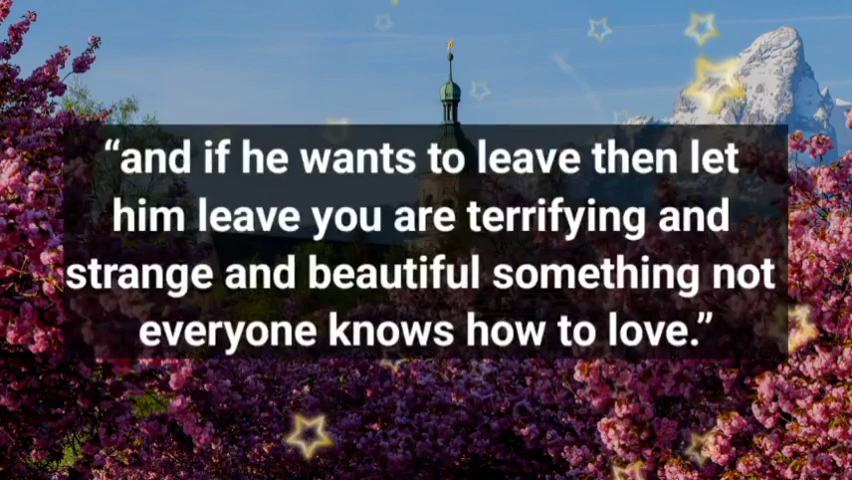 “and if he wants to leave then let
him leave you are terrifying and
strange and beautiful something not
everyone knows how to love.”